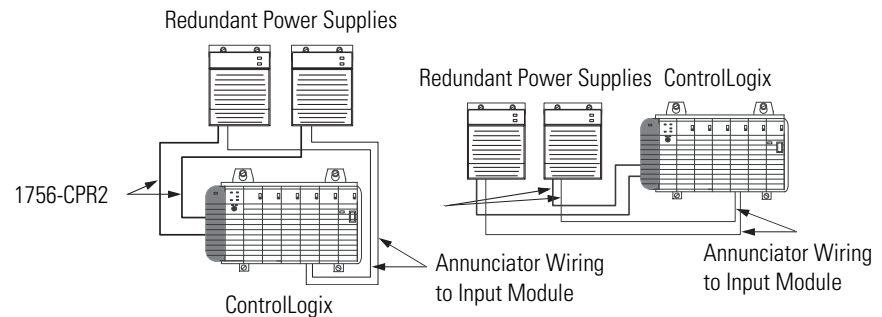 Redundant Power Supplies
1756-CPR2
ControlLogix
Annunciator Wiring
to Input Module
Redundant Power Supplies
ControlLogix
Annunciator Wiring
to Input Module